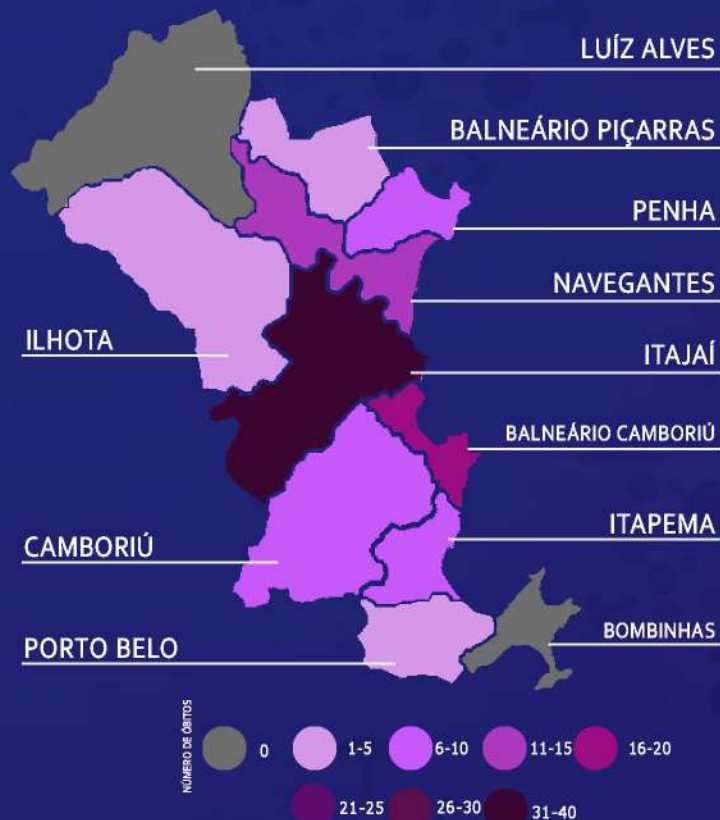 LUÍZ ALVES
BALNEÁRIO PIÇARRAS
PENHA
NAVEGANTES
ILHOTA
ITAJAÍ
BALNEÁRIO CAMBORIÚ
ITAPEMA
CAMBORIÚ
BOMBINHAS
PORTO BELO
NÚMERO DE ÓBITOS
0 1-5 6-10 11-15 16-20
21-25 26-30 31-40